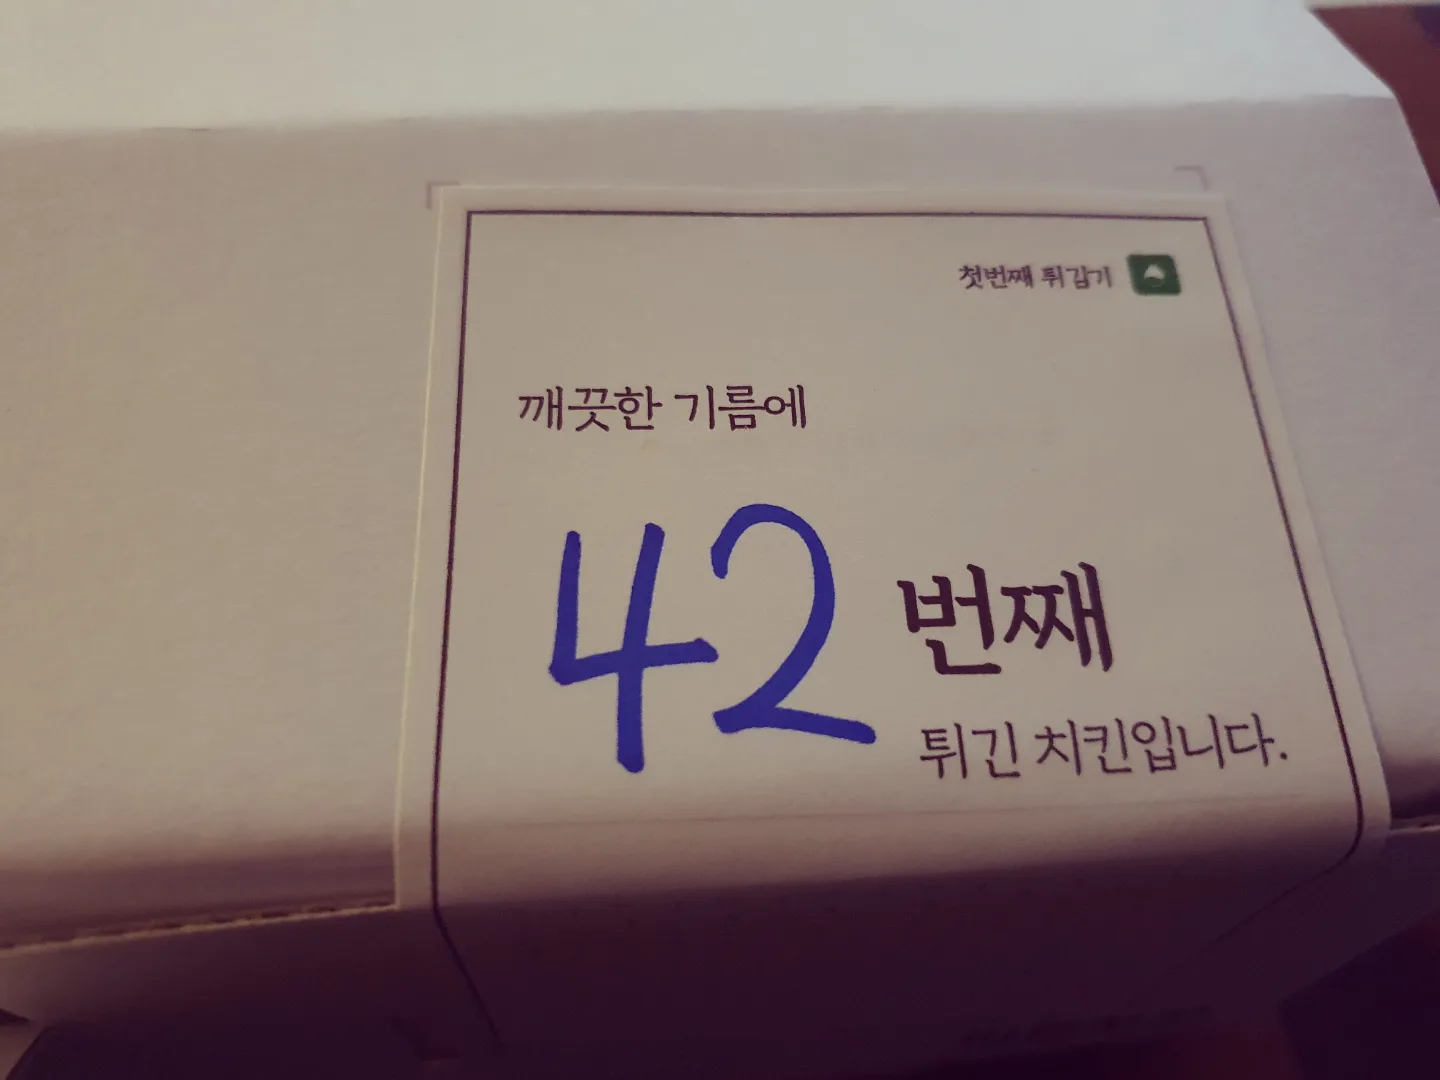 첫번째 튀김기
깨끗한 기름에
42 번째
튀긴 치킨입니다.